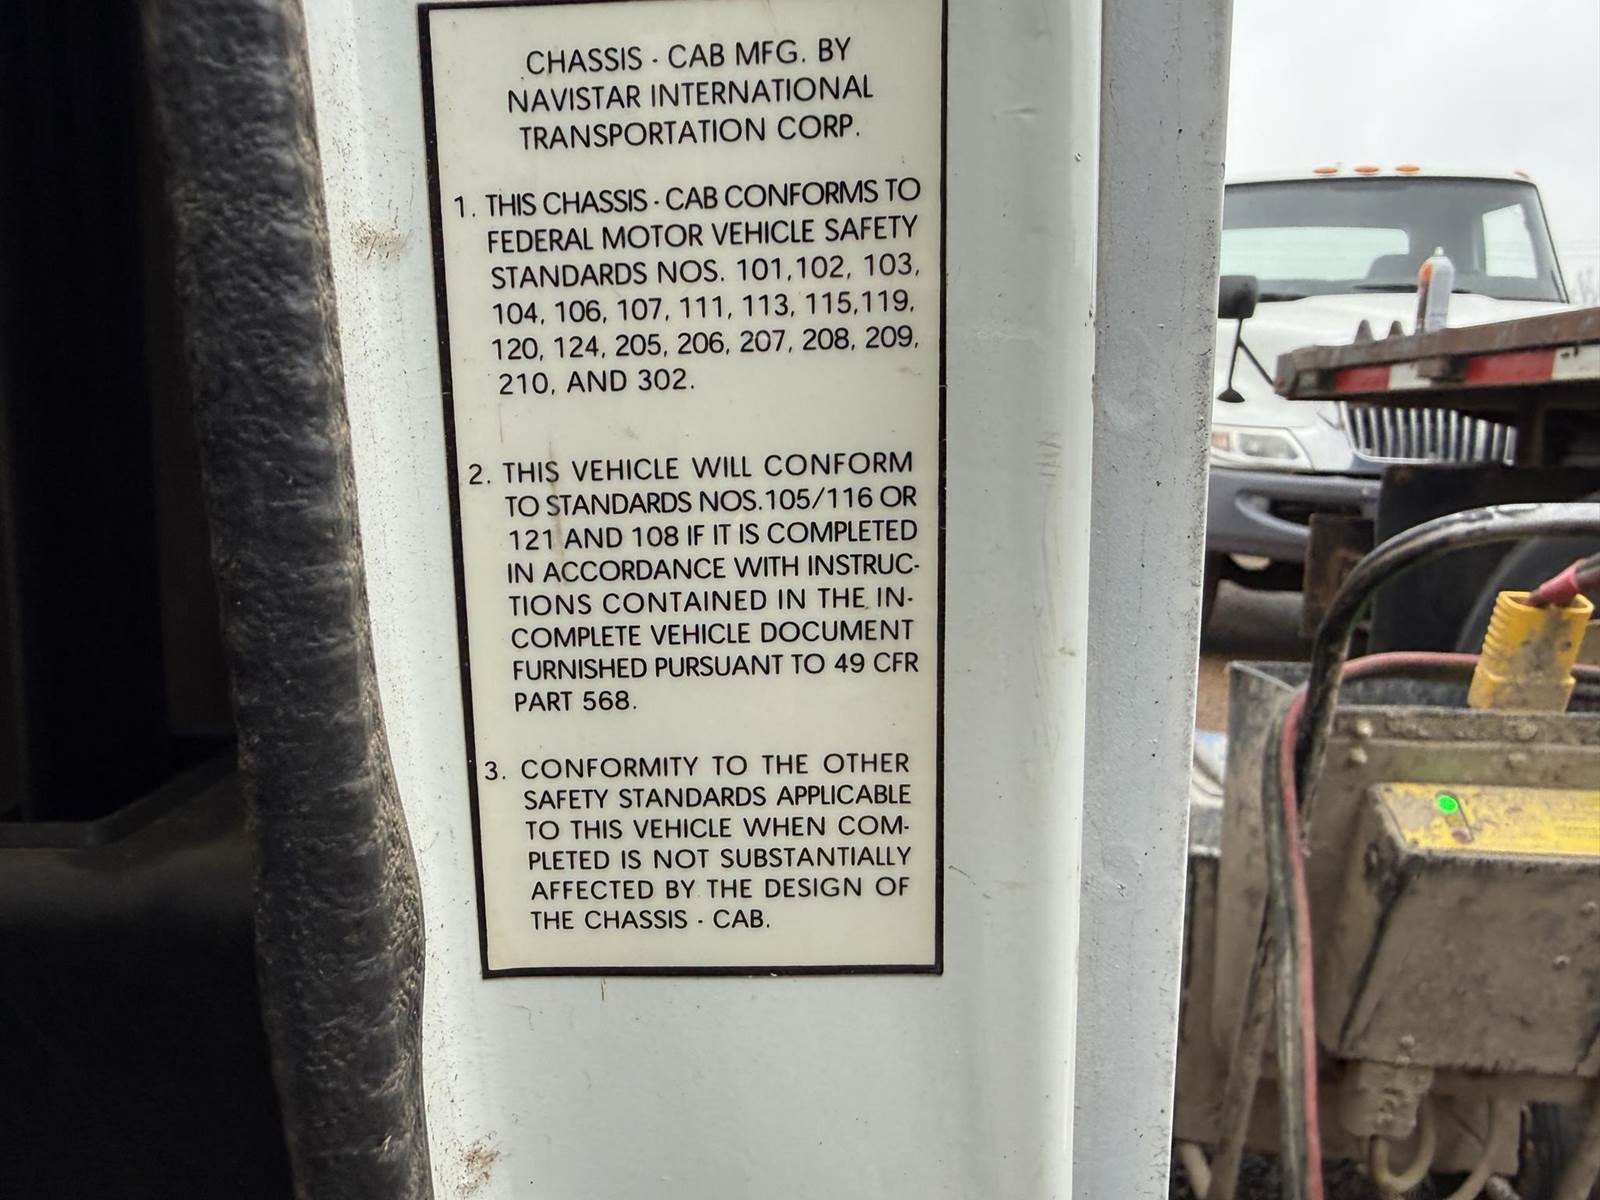 CHASSIS · CAB MFG. BY
NAVISTAR INTERNATIONAL
TRANSPORTATION CORP.
1. THIS CHASSIS · CAB CONFORMS TO
FEDERAL MOTOR VEHICLE SAFETY
STANDARDS NOS. 101,102, 103,
104, 106, 107, 111, 113, 115,119,
120, 124, 205, 206, 207, 208, 209,
210, AND 302.
2. THIS VEHICLE WILL CONFORM
TO STANDARDS NOS.105/116 OR
121 AND 108 IF IT IS COMPLETED
IN ACCORDANCE WITH INSTRUC-
TIONS CONTAINED IN THE IN-
COMPLETE VEHICLE DOCUMENT
FURNISHED PURSUANT TO 49 CFR
PART 568.
3. CONFORMITY TO THE OTHER
SAFETY STANDARDS APPLICABLE
TO THIS VEHICLE WHEN COM-
PLETED IS NOT SUBSTANTIALLY
AFFECTED BY THE DESIGN OF
THE CHASSIS · CAB.